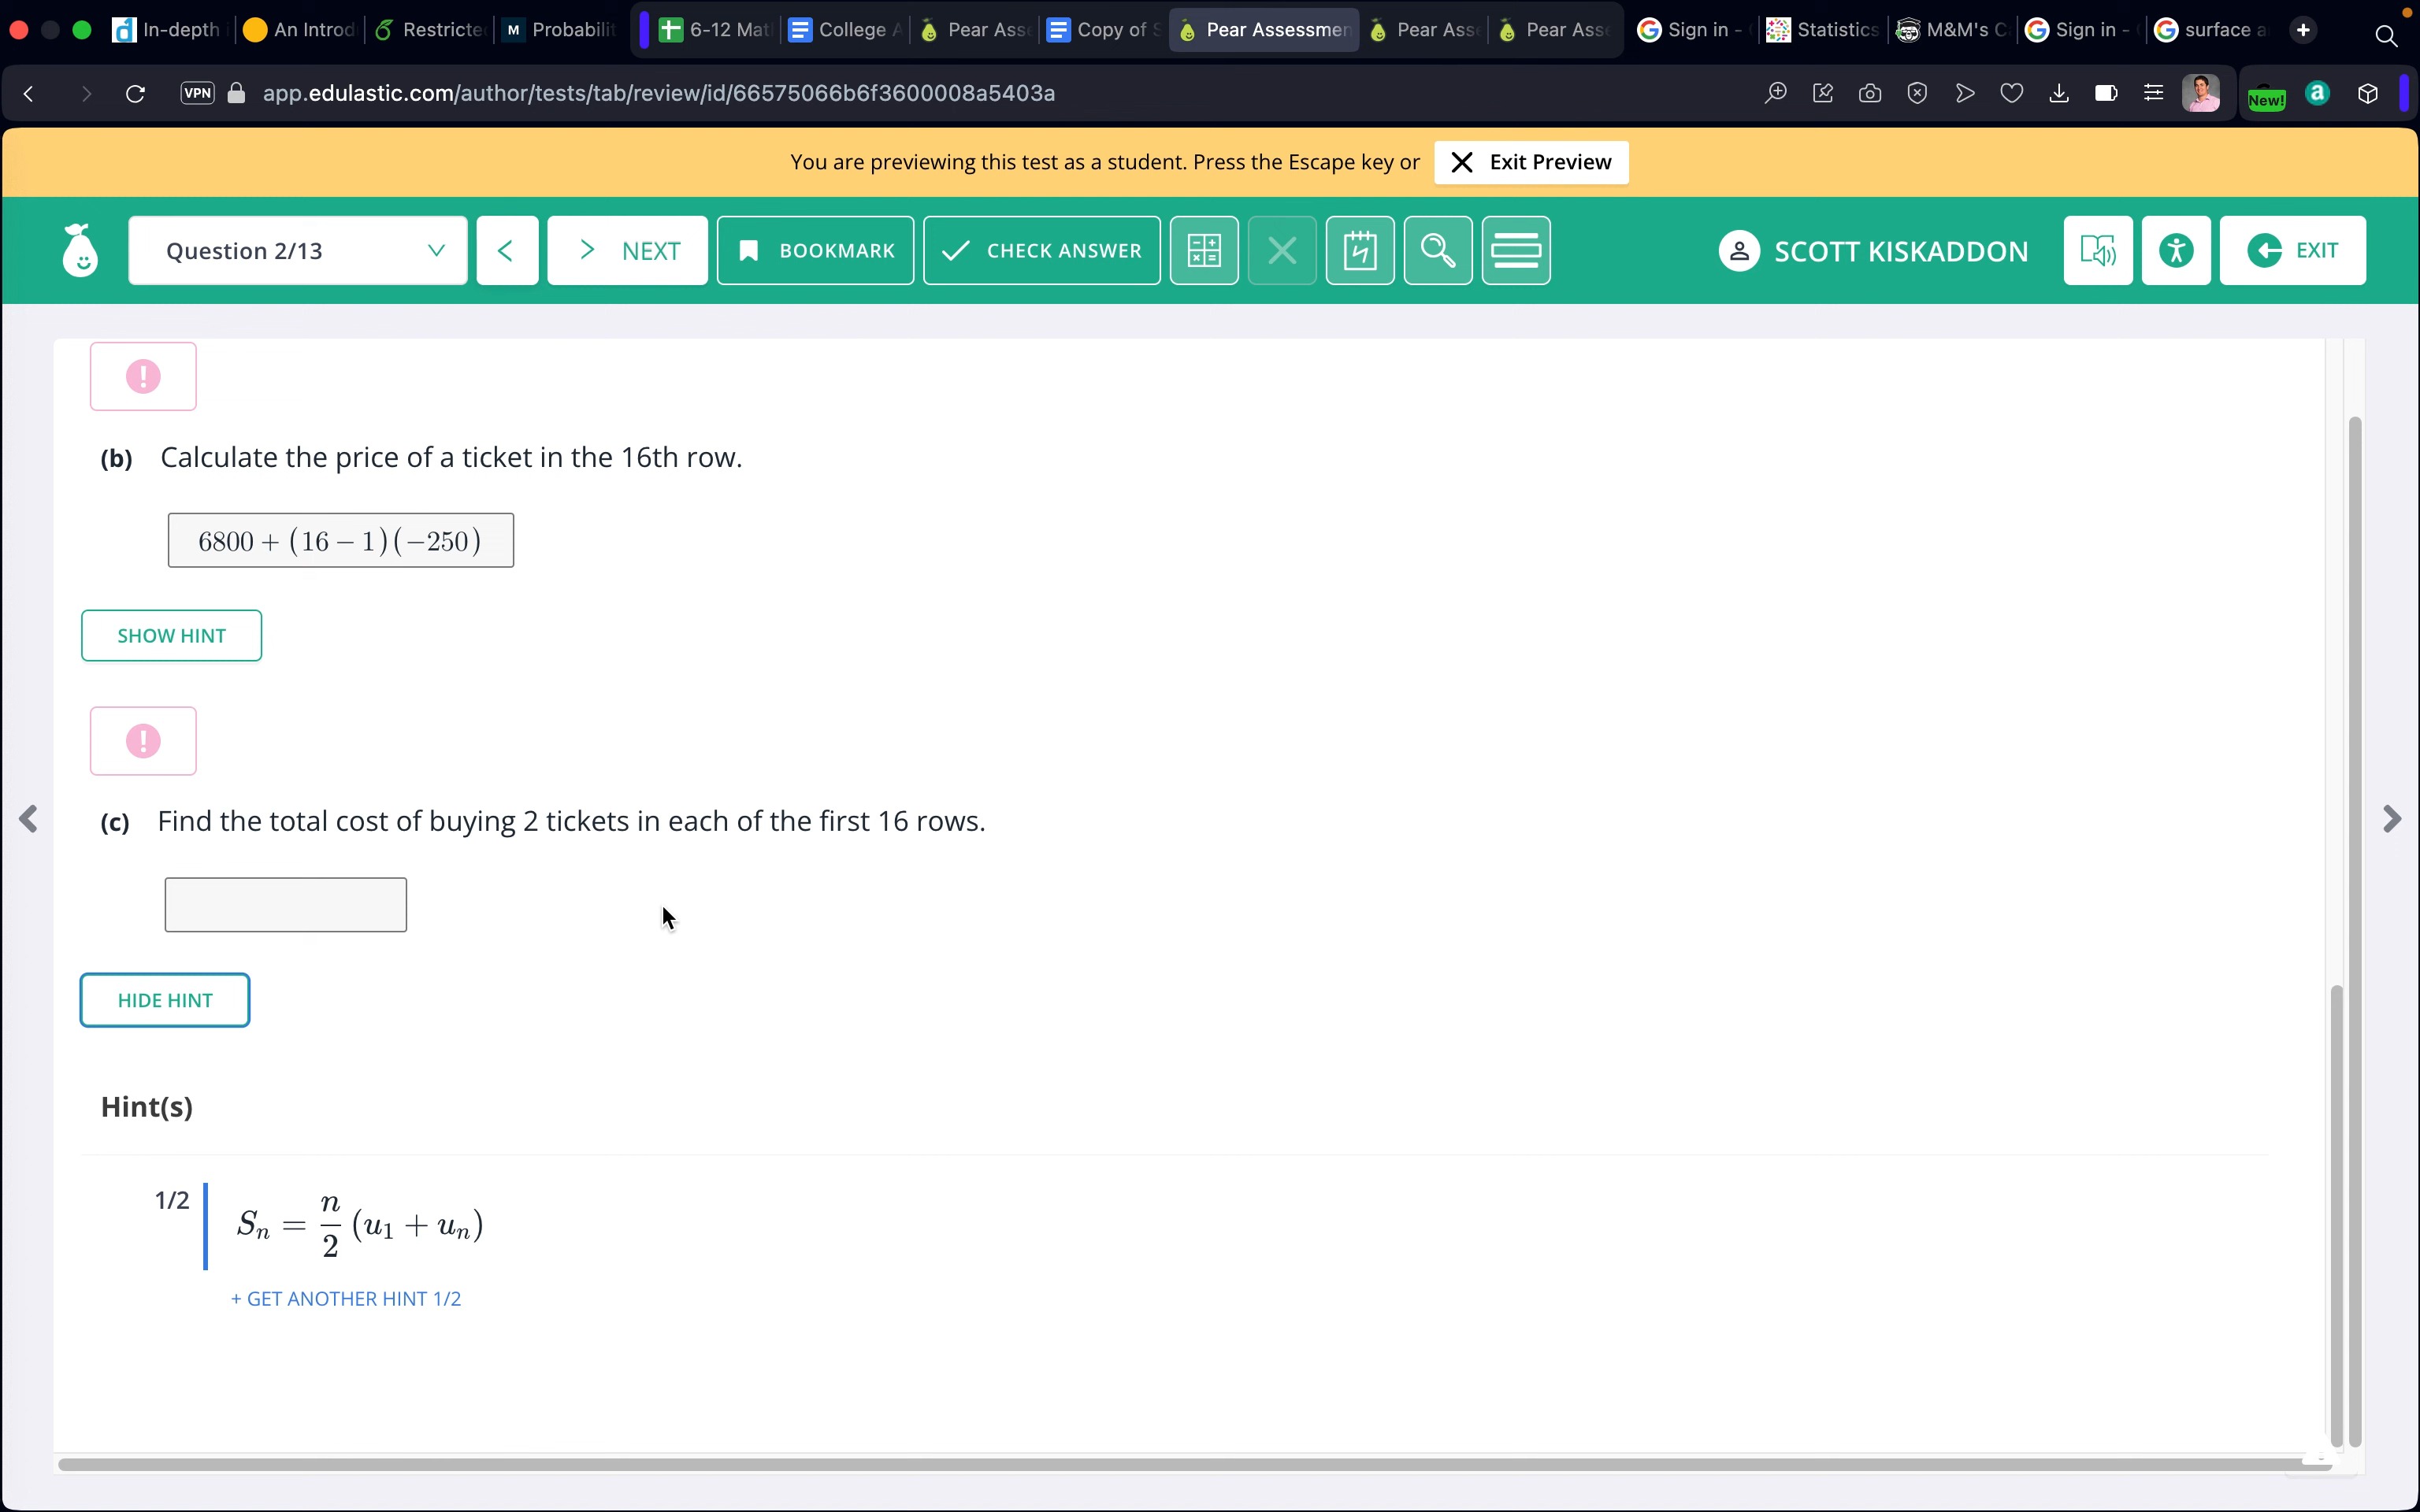 In-depth
An Introd
Restricte
M Probabilit
6-12 Mat
College A
Pear Ass
Copy of S
Pear Assessmen
Pear Ass
Pear Ass
Sign in -
Statistics
M&M's C
Sign in -
surface a
VPN app.edulastic.com/author/tests/tab/review/id/66575066b6f3600008a5403a
New!
a
You are previewing this test as a student. Press the Escape key or
Exit Preview
Question 2/13
NEXT
BOOKMARK
CHECK ANSWER
SCOTT KISKADDON
EXIT
(b) Calculate the price of a ticket in the 16th row.
6800 + (16 − 1)(−250)
SHOW HINT
(c) Find the total cost of buying 2 tickets in each of the first 16 rows.
HIDE HINT
Hint(s)
1/2 Sₙ = n/2 (u₁ + uₙ)
+ GET ANOTHER HINT 1/2